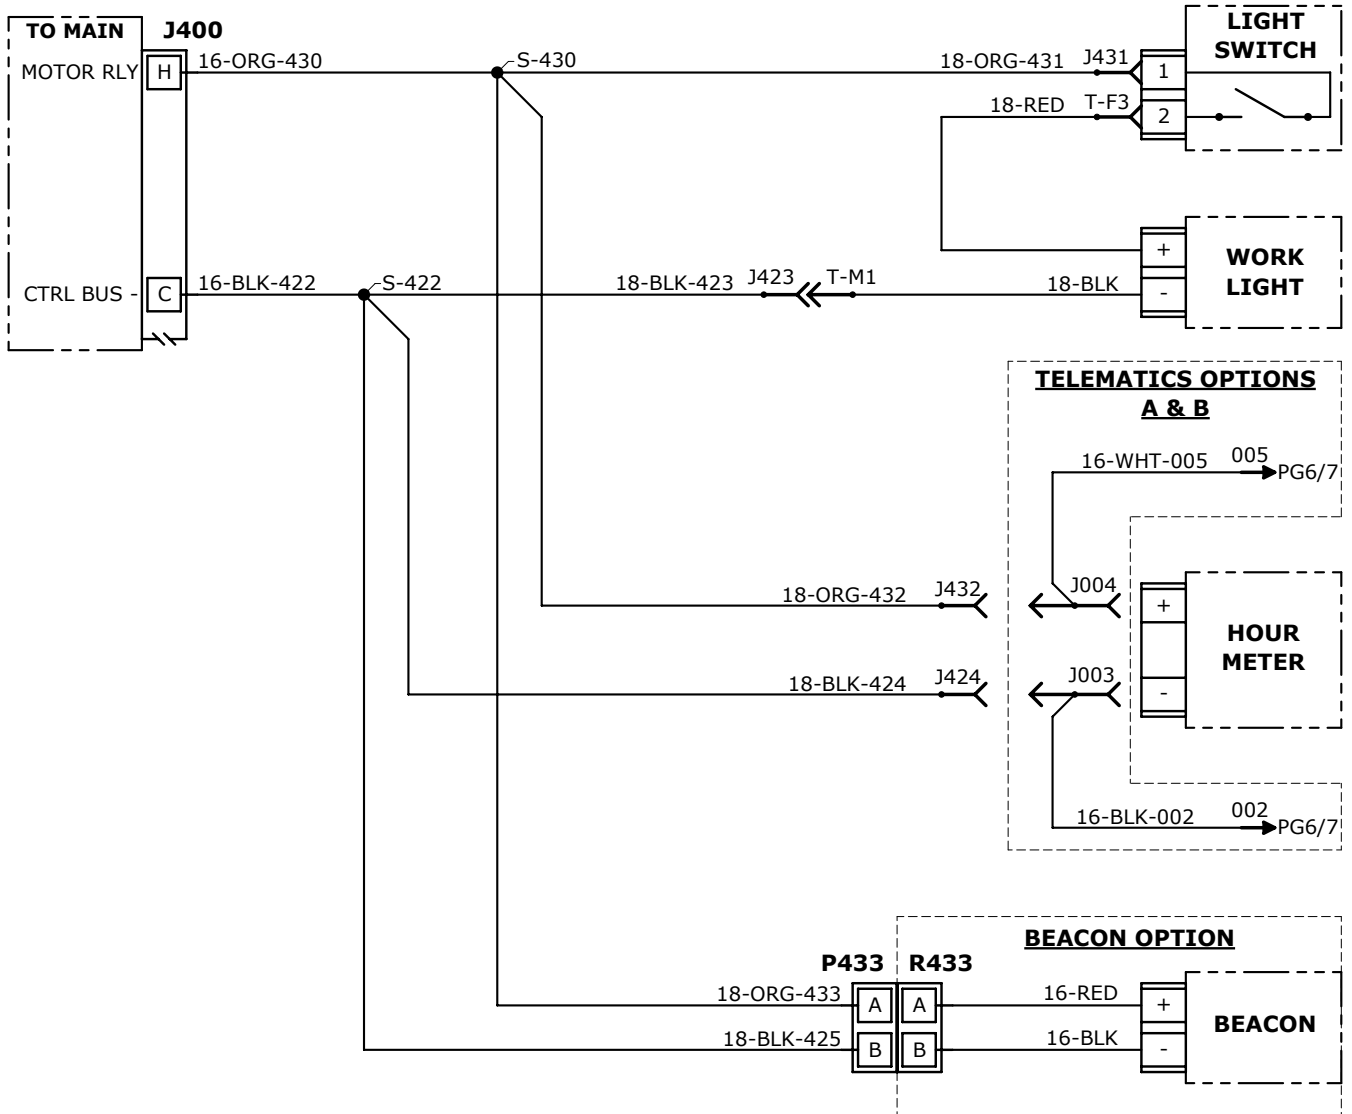 TO MAIN
J400
MOTOR RLY
H
16-ORG-430
S-430
18-ORG-431
J431
1
LIGHT
SWITCH
18-RED
T-F3
2
+
WORK
LIGHT
CTRL BUS -
C
16-BLK-422
S-422
18-BLK-423
J423
T-M1
18-BLK
-
TELEMATICS OPTIONS
A & B
16-WHT-005
005
PG6/7
18-ORG-432
J432
J004
+
HOUR
METER
18-BLK-424
J424
J003
-
16-BLK-002
002
PG6/7
BEACON OPTION
P433
R433
18-ORG-433
A
A
16-RED
+
BEACON
18-BLK-425
B
B
16-BLK
-